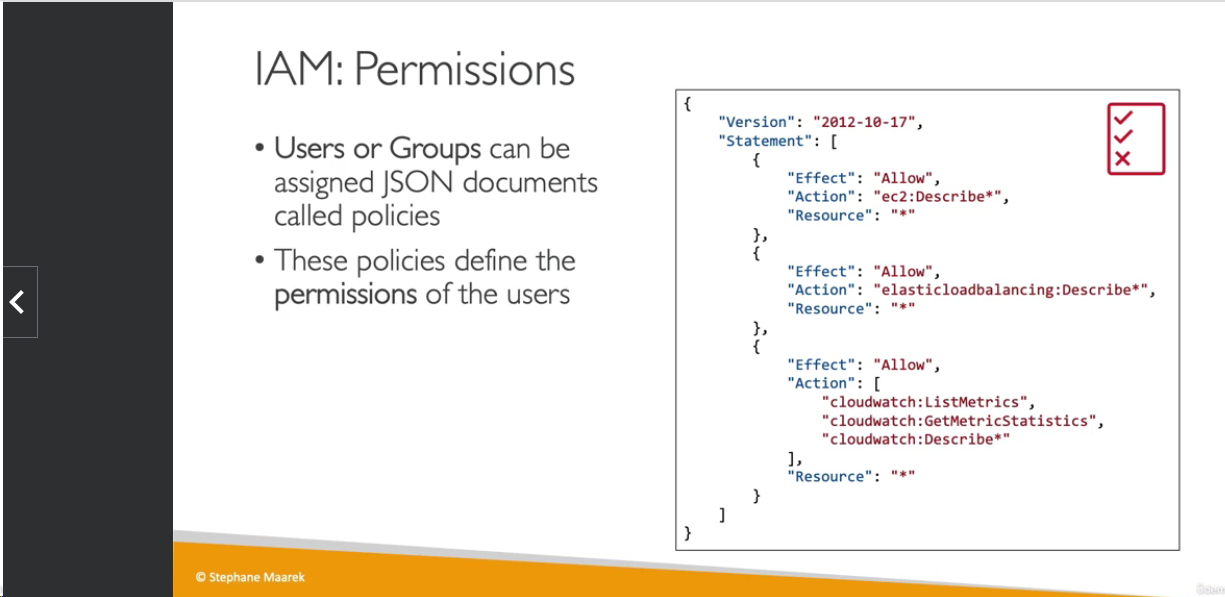 IAM: Permissions
• Users or Groups can be
assigned JSON documents
called policies
• These policies define the
permissions of the users
{
"Version": "2012-10-17",
"Statement": [
{
"Effect": "Allow",
"Action": "ec2:Describe*",
"Resource": "*"
},
{
"Effect": "Allow",
"Action": "elasticloadbalancing:Describe*",
"Resource": "*"
},
{
"Effect": "Allow",
"Action": [
"cloudwatch:ListMetrics",
"cloudwatch:GetMetricStatistics",
"cloudwatch:Describe*"
],
"Resource": "*"
}
]
}
© Stephane Maarek